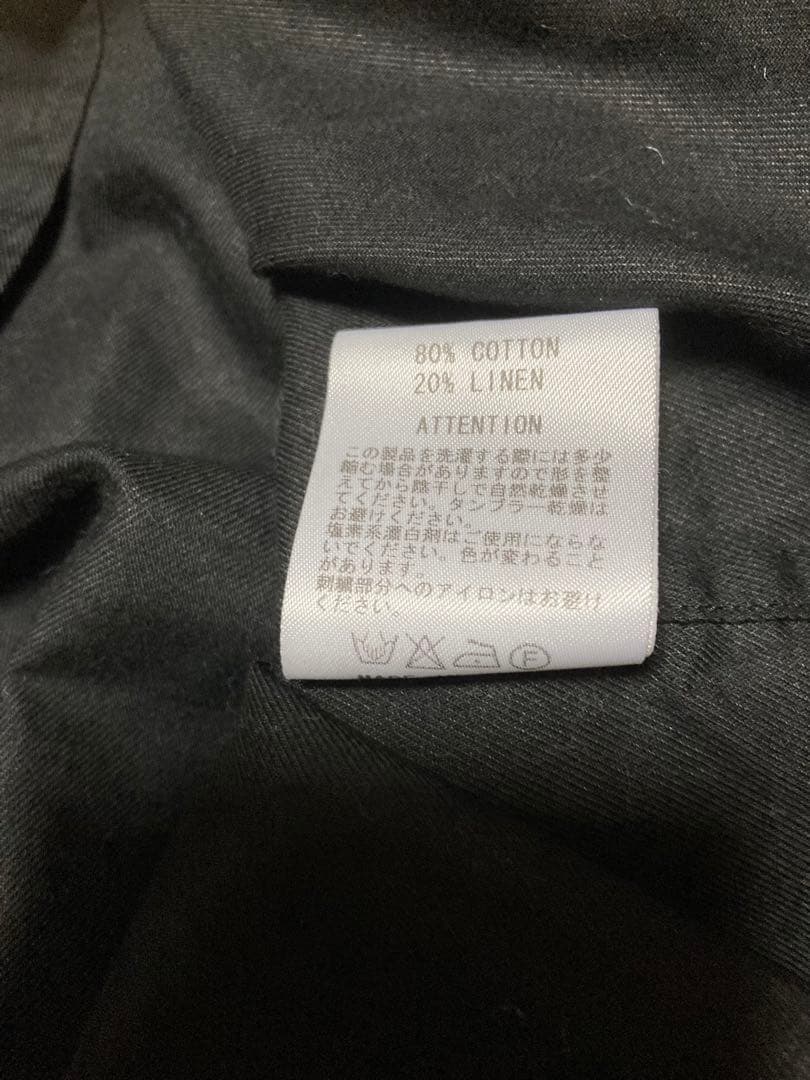 80% COTTON
20% LINEN
ATTENTION
この製品を洗濯する際には多少
縮む場合がありますので形を整
えてから陰干しで自然乾燥させ
てください。タンブラー乾燥は
お避けください。
塩素系漂白剤はご使用にならな
いでください。色が変わること
があります。
刺繍部分へのアイロンはお避け
ください。
F